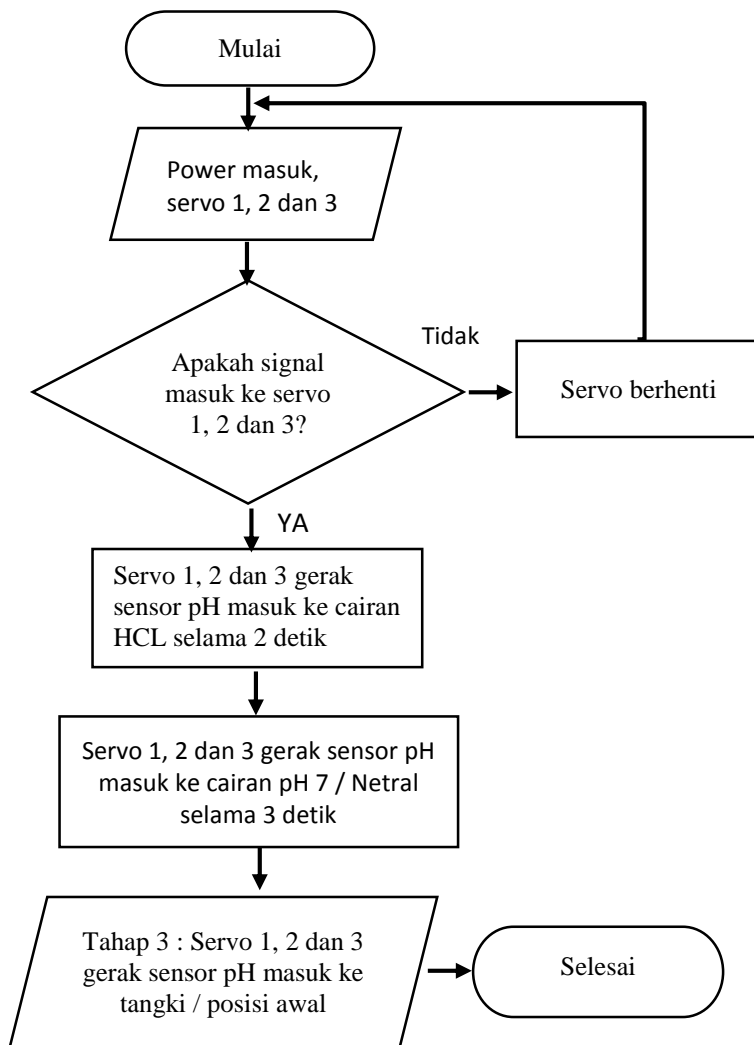 Mulai
Power masuk,
servo 1, 2 dan 3
Apakah signal
masuk ke servo
1, 2 dan 3?
Tidak
Servo berhenti
YA
Servo 1, 2 dan 3 gerak
sensor pH masuk ke cairan
HCL selama 2 detik
Servo 1, 2 dan 3 gerak sensor pH
masuk ke cairan pH 7 / Netral
selama 3 detik
Tahap 3 : Servo 1, 2 dan 3
gerak sensor pH masuk ke
tangki / posisi awal
Selesai